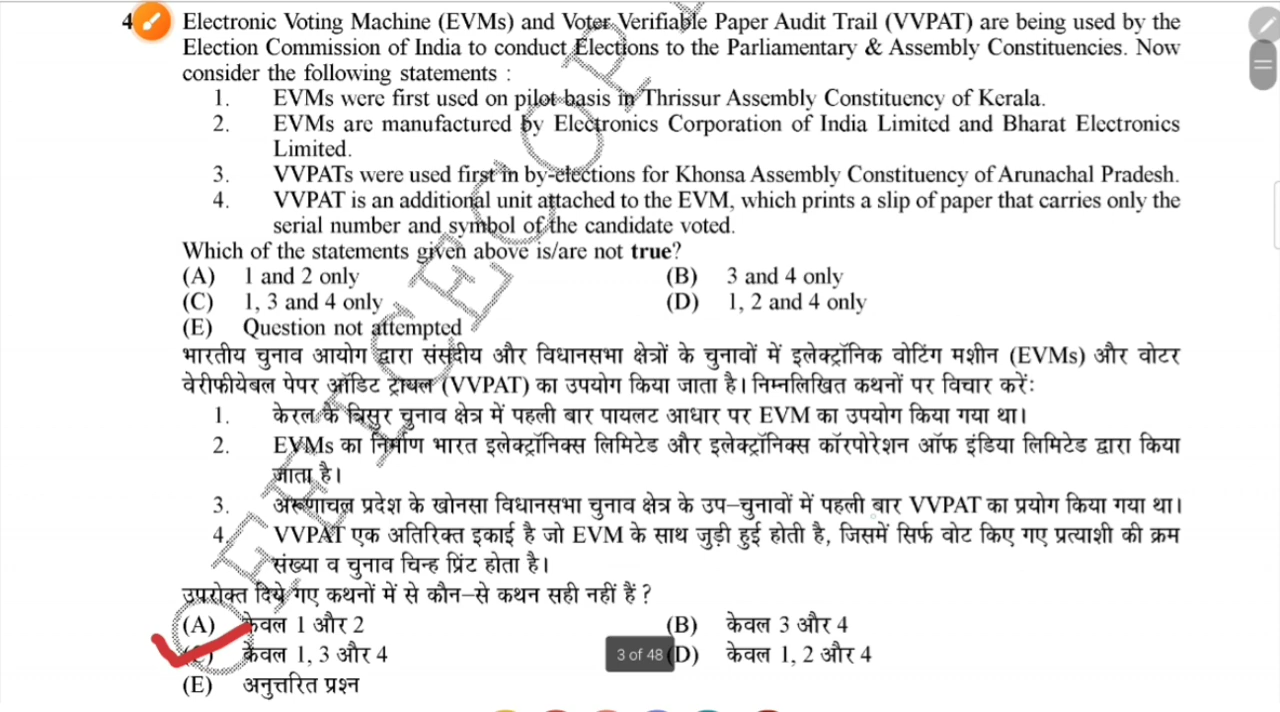 4 Electronic Voting Machine (EVMs) and Voter Verifiable Paper Audit Trail (VVPAT) are being used by the
Election Commission of India to conduct Elections to the Parliamentary & Assembly Constituencies. Now
consider the following statements :
1. EVMs were first used on pilot basis in Thrissur Assembly Constituency of Kerala.
2. EVMs are manufactured by Electronics Corporation of India Limited and Bharat Electronics
Limited.
3. VVPATs were used first in by-elections for Khonsa Assembly Constituency of Arunachal Pradesh.
4. VVPAT is an additional unit attached to the EVM, which prints a slip of paper that carries only the
serial number and symbol of the candidate voted.
Which of the statements given above is/are not true?
(A) 1 and 2 only (B) 3 and 4 only
(C) 1, 3 and 4 only (D) 1, 2 and 4 only
(E) Question not attempted
भारतीय चुनाव आयोग द्वारा संसदीय और विधानसभा क्षेत्रों के चुनावों में इलेक्ट्रॉनिक वोटिंग मशीन (EVMs) और वोटर
वेरीफीयेबल पेपर ऑडिट ट्रायल (VVPAT) का उपयोग किया जाता है। निम्नलिखित कथनों पर विचार करें:
1. केरल के त्रिसुर चुनाव क्षेत्र में पहली बार पायलट आधार पर EVM का उपयोग किया गया था।
2. EVMs का निर्माण भारत इलेक्ट्रॉनिक्स लिमिटेड और इलेक्ट्रॉनिक्स कॉरपोरेशन ऑफ इंडिया लिमिटेड द्वारा किया
जाता है।
3. अरूणाचल प्रदेश के खोनसा विधानसभा चुनाव क्षेत्र के उप–चुनावों में पहली बार VVPAT का प्रयोग किया गया था।
4. VVPAT एक अतिरिक्त इकाई है जो EVM के साथ जुड़ी हुई होती है, जिसमें सिर्फ वोट किए गए प्रत्याशी की क्रम
संख्या व चुनाव चिन्ह प्रिंट होता है।
उपरोक्त दिये गए कथनों में से कौन–से कथन सही नहीं हैं ?
(A) केवल 1 और 2 (B) केवल 3 और 4
केवल 1, 3 और 4 3 of 48 (D) केवल 1, 2 और 4
(E) अनुत्तरित प्रश्न